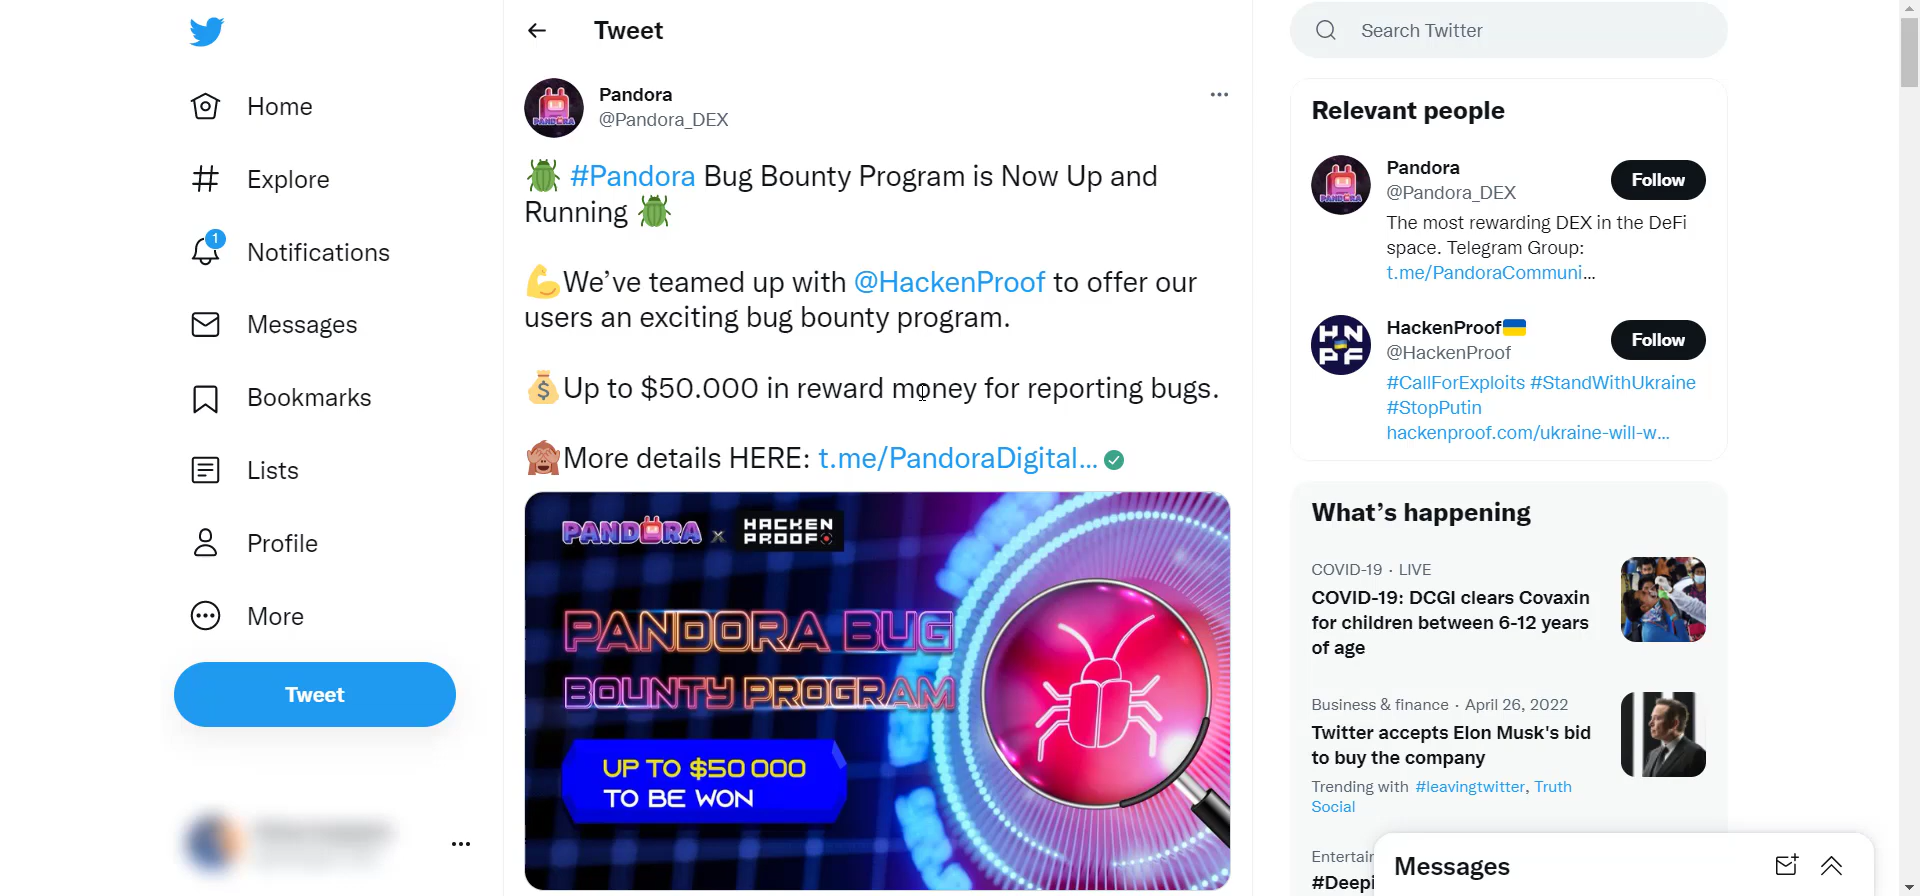 Home
Explore
1
Notifications
Messages
Bookmarks
Lists
Profile
More
Tweet
Tweet
Pandora
@Pandora_DEX
#Pandora Bug Bounty Program is Now Up and
Running
We’ve teamed up with @HackenProof to offer our
users an exciting bug bounty program.
Up to $50.000 in reward money for reporting bugs.
More details HERE: t.me/PandoraDigital…
PANDORA x HACKEN
PROOF
PANDORA BUG
BOUNTY PROGRAM
UP TO $50 000
TO BE WON
Search Twitter
Relevant people
Pandora
@Pandora_DEX
Follow
The most rewarding DEX in the DeFi
space. Telegram Group:
t.me/PandoraCommuni…
HNPF
HackenProof
@HackenProof
Follow
#CallForExploits #StandWithUkraine
#StopPutin
hackenproof.com/ukraine-will-w…
What’s happening
COVID-19 · LIVE
COVID-19: DCGI clears Covaxin
for children between 6-12 years
of age
Business & finance · April 26, 2022
Twitter accepts Elon Musk's bid
to buy the company
Trending with #leavingtwitter, Truth
Social
Entertai
#Deepi
Messages